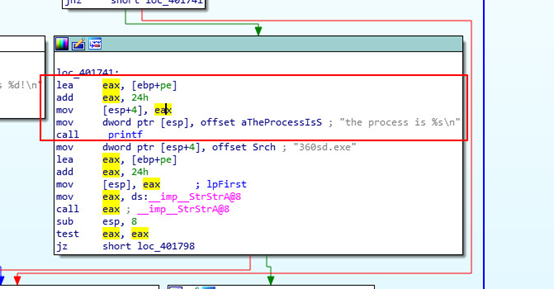 jnz short loc_401741
s %d!\n"
loc_401741:
lea eax, [ebp+pe]
add eax, 24h
mov [esp+4], eax
mov dword ptr [esp], offset aTheProcessIsS ; "the process is %s\n"
call printf
mov dword ptr [esp+4], offset Srch ; "360sd.exe"
lea eax, [ebp+pe]
add eax, 24h
mov [esp], eax ; lpFirst
mov eax, ds:__imp__StrStrA@8
call eax ; __imp__StrStrA@8
sub esp, 8
test eax, eax
jz short loc_401798